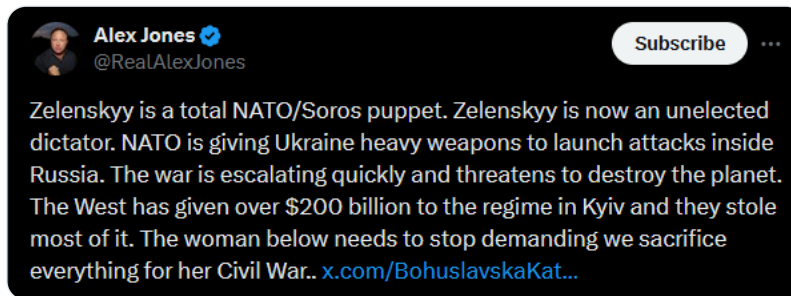 Alex Jones
@RealAlexJones
Subscribe
Zelenskyy is a total NATO/Soros puppet. Zelenskyy is now an unelected
dictator. NATO is giving Ukraine heavy weapons to launch attacks inside
Russia. The war is escalating quickly and threatens to destroy the planet.
The West has given over $200 billion to the regime in Kyiv and they stole
most of it. The woman below needs to stop demanding we sacrifice
everything for her Civil War.. x.com/BohuslavskaKat...